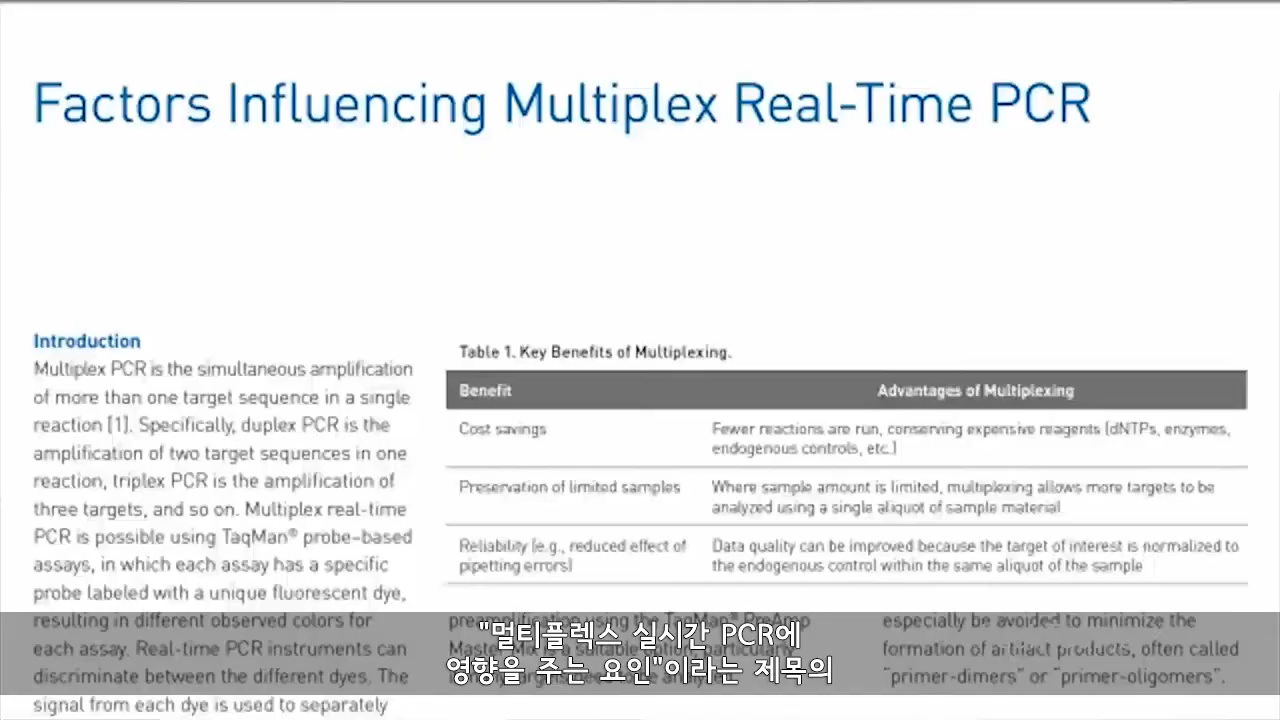 Factors Influencing Multiplex Real-Time PCR
Introduction
Multiplex PCR is the simultaneous amplification
of more than one target sequence in a single
reaction [1]. Specifically, duplex PCR is the
amplification of two target sequences in one
reaction, triplex PCR is the amplification of
three targets, and so on. Multiplex real-time
PCR is possible using TaqMan® probe–based
assays, in which each assay has a specific
probe labeled with a unique fluorescent dye,
resulting in different observed colors for
each assay. Real-time PCR instruments can
discriminate between the different dyes. The
signal from each dye is used to separately
Table 1. Key Benefits of Multiplexing.
Benefit Advantages of Multiplexing
Cost savings Fewer reactions are run, conserving expensive reagents (dNTPs, enzymes,
endogenous controls, etc.)
Preservation of limited samples Where sample amount is limited, multiplexing allows more targets to be
analyzed using a single aliquot of sample material
Reliability (e.g., reduced effect of Data quality can be improved because the target of interest is normalized to
pipetting errors) the endogenous control within the same aliquot of the sample
using the TaqMan® PreAmp
Master
especially be avoided to minimize the
formation of artifact products, often called
"primer-dimers" or "primer-oligomers".
"멀티플렉스 실시간 PCR에
영향을 주는 요인"이라는 제목의